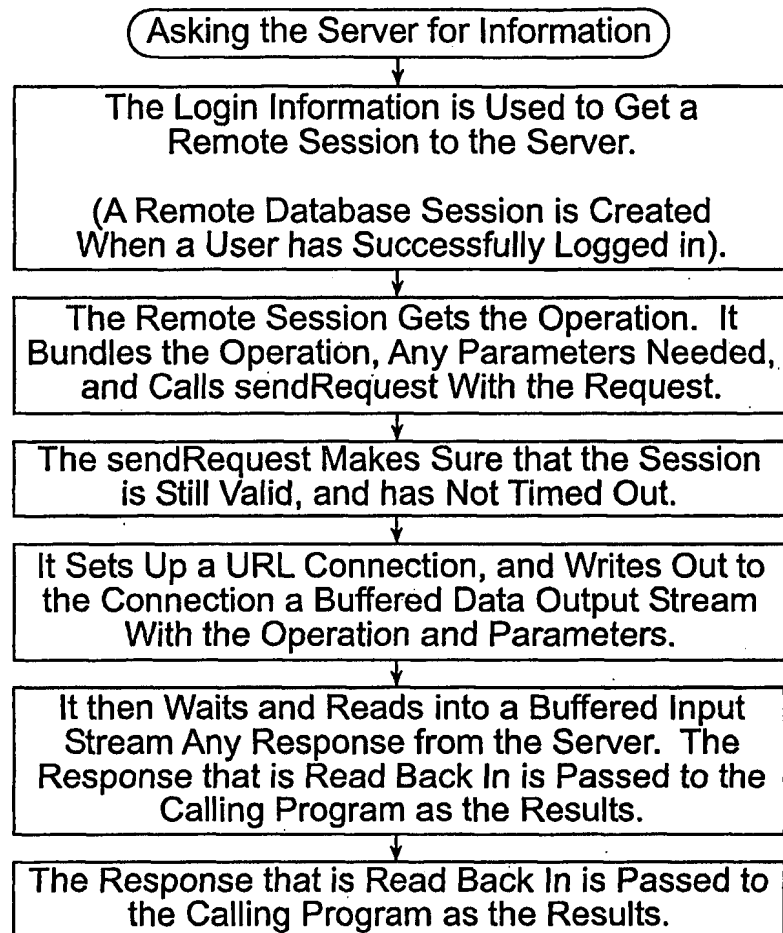 Asking the Server for Information
The Login Information is Used to Get a
Remote Session to the Server.
(A Remote Database Session is Created
When a User has Successfully Logged in).
The Remote Session Gets the Operation. It
Bundles the Operation, Any Parameters Needed,
and Calls sendRequest With the Request.
The sendRequest Makes Sure that the Session
is Still Valid, and has Not Timed Out.
It Sets Up a URL Connection, and Writes Out to
the Connection a Buffered Data Output Stream
With the Operation and Parameters.
It then Waits and Reads into a Buffered Input
Stream Any Response from the Server. The
Response that is Read Back In is Passed to the
Calling Program as the Results.
The Response that is Read Back In is Passed to
the Calling Program as the Results.